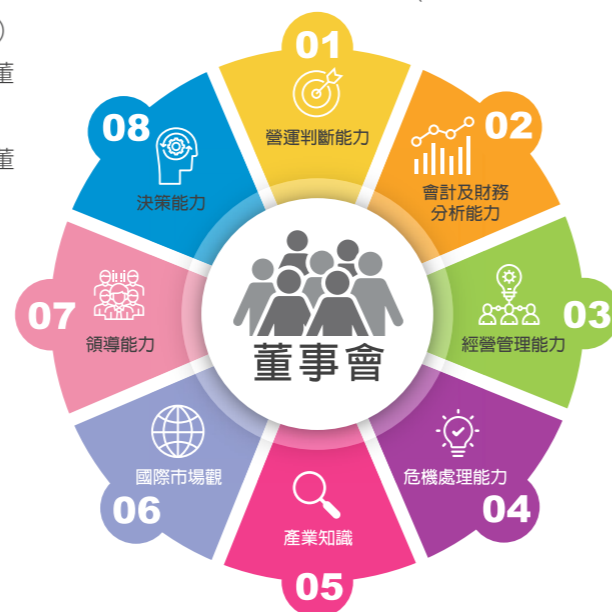 )
董
董
01
營運判斷能力
02
會計及財務
分析能力
03
經營管理能力
04
危機處理能力
05
產業知識
06
國際市場觀
07
領導能力
08
決策能力
董事會